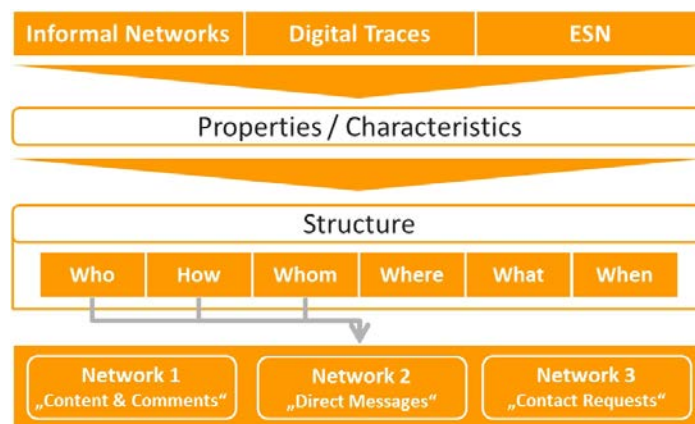 Informal Networks Digital Traces ESN
Properties / Characteristics
Structure
Who How Whom Where What When
Network 1 Network 2 Network 3
„Content & Comments“ „Direct Messages“ „Contact Requests“